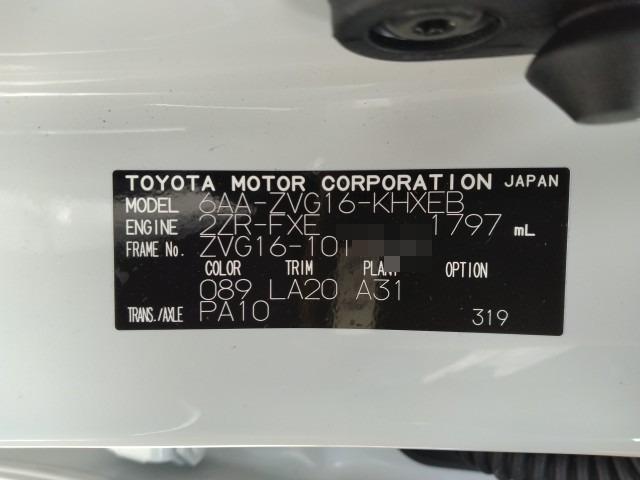 TOYOTA MOTOR CORPORATION JAPAN
MODEL 6AA-ZVG16-KHXEB
ENGINE 2ZR-FXE 1797 mL
FRAME No. ZVG16-10
COLOR TRIM PLANT OPTION
089 LA20 A31
TRANS./AXLE PA10 319